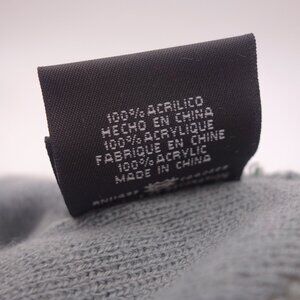 100% ACRILICO
HECHO EN CHINA
100% ACRYLIQUE
FABRIQUE EN CHINE
100% ACRYLIC
MADE IN CHINA